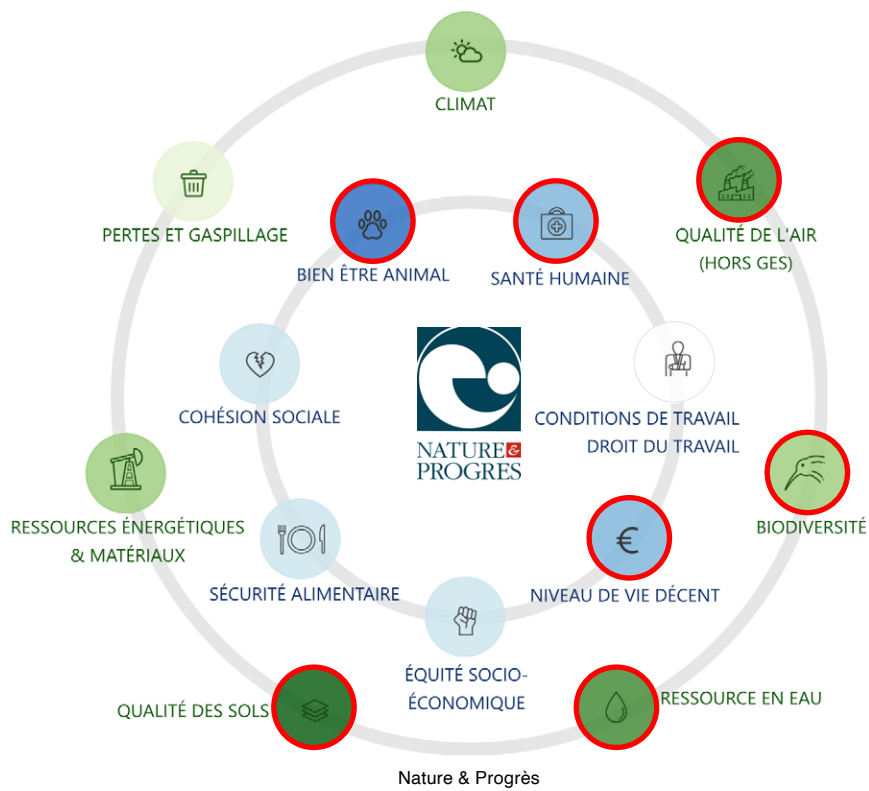 CLIMAT
PERTES ET GASPILLAGE
QUALITÉ DE L'AIR
(HORS GES)
BIEN ÊTRE ANIMAL
SANTÉ HUMAINE
COHÉSION SOCIALE
NATURE &
PROGRES
CONDITIONS DE TRAVAIL
DROIT DU TRAVAIL
RESSOURCES ÉNERGÉTIQUES
& MATÉRIAUX
BIODIVERSITÉ
€
SÉCURITÉ ALIMENTAIRE
NIVEAU DE VIE DÉCENT
ÉQUITÉ SOCIO-
ÉCONOMIQUE
QUALITÉ DES SOLS
RESSOURCE EN EAU
Nature & Progrès